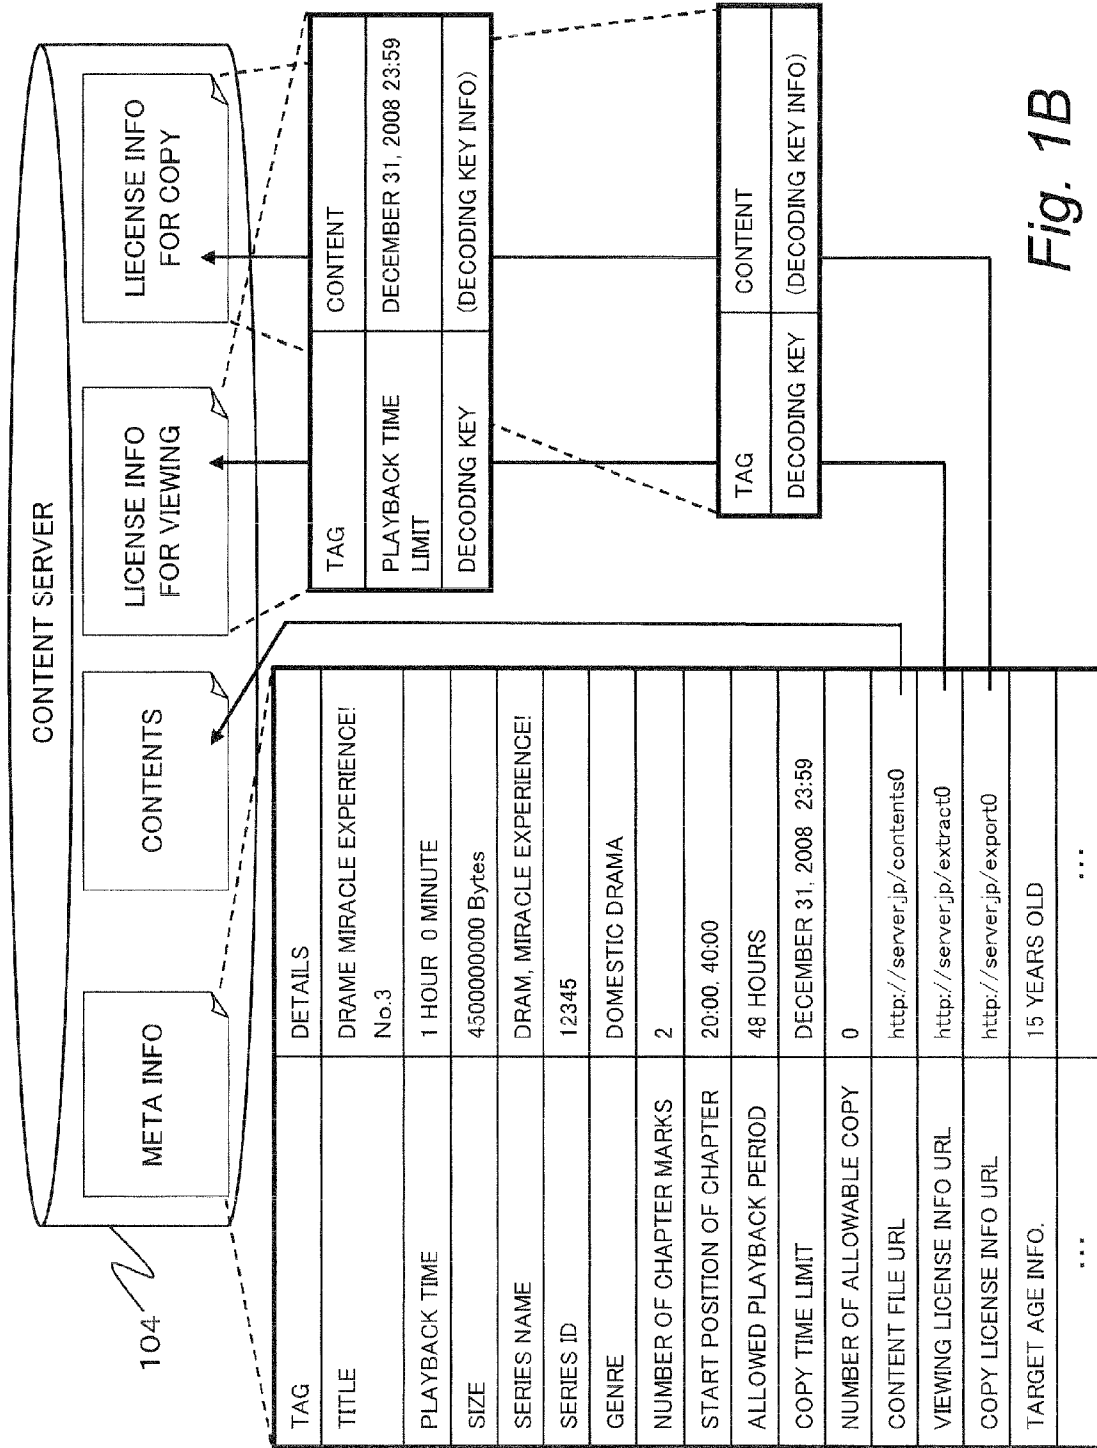 CONTENT SERVER
104
META INFO
CONTENTS
LICENSE INFO
FOR VIEWING
LIECENSE INFO
FOR COPY
TAG DETAILS
TITLE DRAME MIRACLE EXPERIENCE!
No.3
PLAYBACK TIME 1 HOUR 0 MINUTE
SIZE 4500000000 Bytes
SERIES NAME DRAM, MIRACLE EXPERIENCE!
SERIES ID 12345
GENRE DOMESTIC DRAMA
NUMBER OF CHAPTER MARKS 2
START POSITION OF CHAPTER 20:00, 40:00
ALLOWED PLAYBACK PERIOD 48 HOURS
COPY TIME LIMIT DECEMBER 31, 2008 23:59
NUMBER OF ALLOWABLE COPY 0
CONTENT FILE URL http://server.jp/contents0
VIEWING LICENSE INFO URL http://server.jp/extract0
COPY LICENSE INFO URL http://server.jp/export0
TARGET AGE INFO. 15 YEARS OLD
... ...
TAG CONTENT
PLAYBACK TIME
LIMIT DECEMBER 31, 2008 23:59
DECODING KEY (DECODING KEY INFO)
TAG CONTENT
DECODING KEY (DECODING KEY INFO)
Fig. 1B